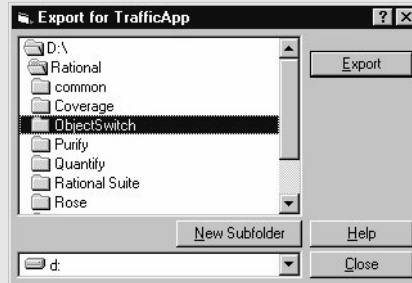 Export for TrafficApp
D:\
Rational
common
Export
Coverage
ObjectSwitch
Purify
Quantify
Rational Suite
Rose
New Subfolder
Help
d:
Close